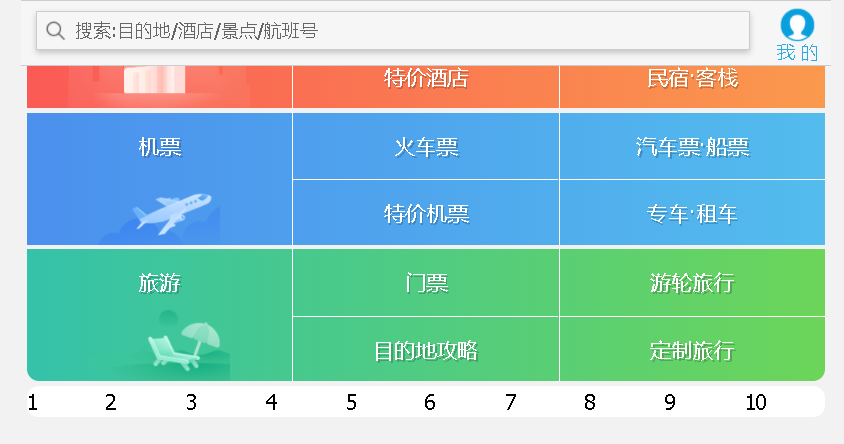 搜索:目的地/酒店/景点/航班号
我 的
特价酒店 民宿·客栈
机票 火车票 汽车票·船票
特价机票 专车·租车
旅游 门票 游轮旅行
目的地攻略 定制旅行
1 2 3 4 5 6 7 8 9 10